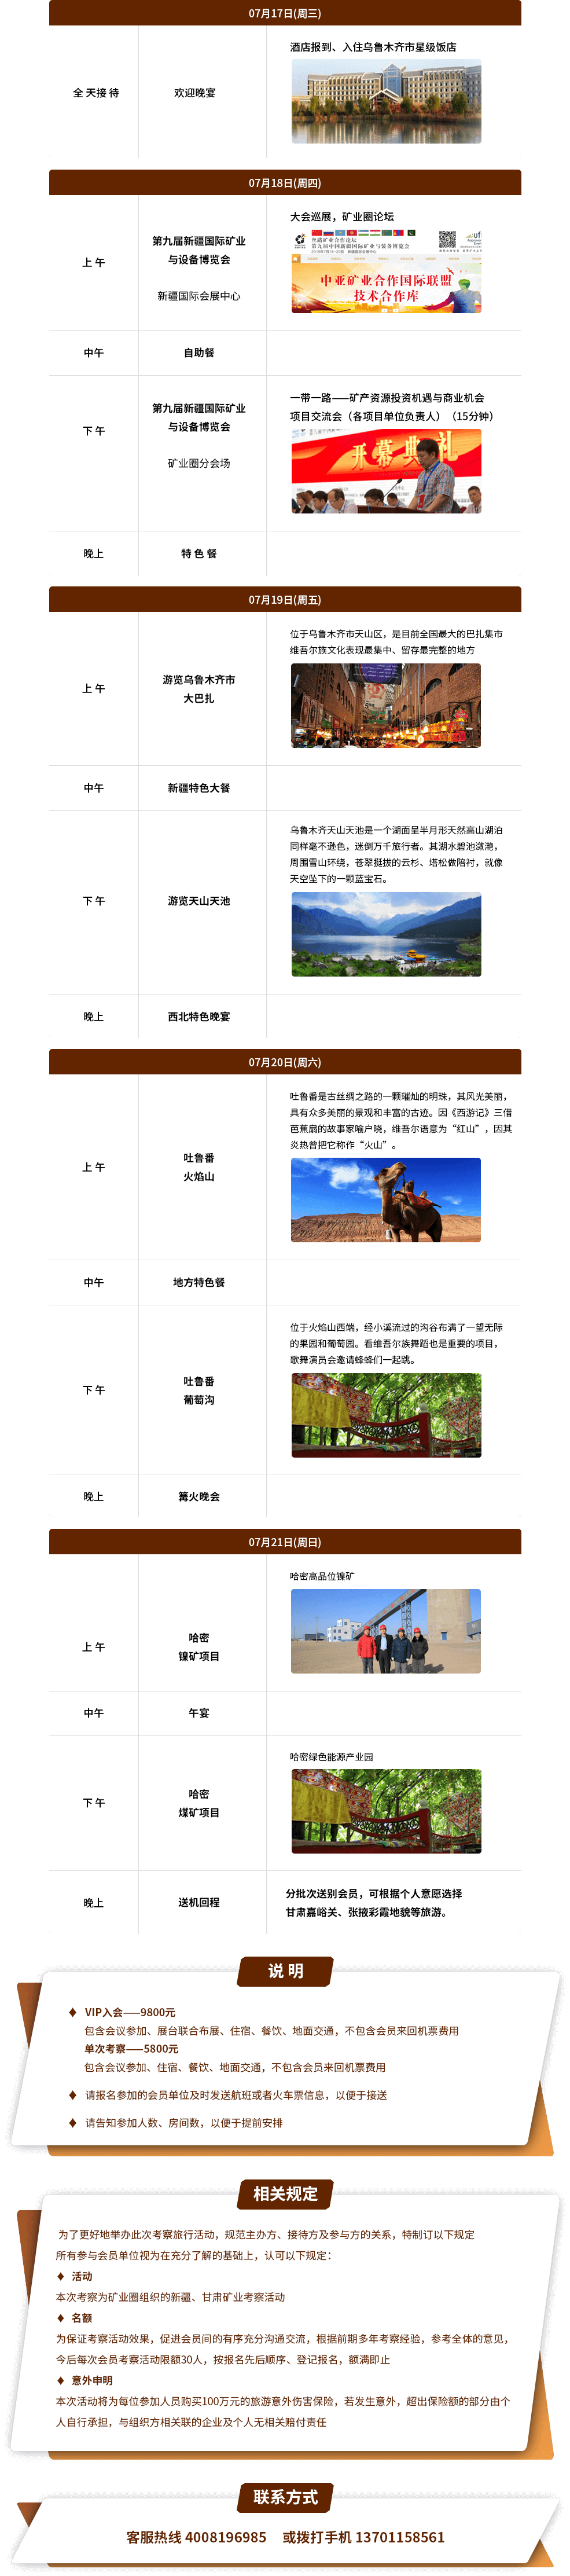 07月17日(周三)
全天接待
欢迎晚宴
酒店报到、入住乌鲁木齐市星级饭店
07月18日(周四)
上午
第九届新疆国际矿业
与设备博览会
新疆国际会展中心
大会巡展，矿业圈论坛
丝路矿业合作论坛
第九届中国新疆国际矿业与装备博览会
中亚矿业合作国际联盟
技术合作库
中午
自助餐
下午
第九届新疆国际矿业
与设备博览会
矿业圈分会场
一带一路——矿产资源投资机遇与商业机会
项目交流会（各项目单位负责人）（15分钟）
开幕典礼
晚上
特色餐
07月19日(周五)
上午
游览乌鲁木齐市
大巴扎
位于乌鲁木齐市天山区，是目前全国最大的巴扎集市
维吾尔族文化表现最集中、留存最完整的地方
中午
新疆特色大餐
下午
游览天山天池
乌鲁木齐天山天池是一个湖面呈半月形天然高山湖泊
同样毫不逊色，迷倒万千旅行者。其湖水碧池潋滟，
周围雪山环绕，苍翠挺拔的云杉、塔松做陪衬，就像
天空坠下的一颗蓝宝石。
晚上
西北特色晚宴
07月20日(周六)
上午
吐鲁番
火焰山
吐鲁番是古丝绸之路的一颗璀灿的明珠，其风光美丽，
具有众多美丽的景观和丰富的古迹。因《西游记》三借
芭蕉扇的故事家喻户晓，维吾尔语意为“红山”，因其
炎热曾把它称作“火山”。
中午
地方特色餐
下午
吐鲁番
葡萄沟
位于火焰山西端，经小溪流过的沟谷布满了一望无际
的果园和葡萄园。看维吾尔族舞蹈也是重要的项目，
歌舞演员会邀请蜂蜂们一起跳。
晚上
篝火晚会
07月21日(周日)
上午
哈密
镍矿项目
哈密高品位镍矿
中午
午宴
下午
哈密
煤矿项目
哈密绿色能源产业园
晚上
送机回程
分批次送别会员，可根据个人意愿选择
甘肃嘉峪关、张掖彩霞地貌等旅游。
说明
♦ VIP入会——9800元
包含会议参加、展台联合布展、住宿、餐饮、地面交通，不包含会员来回机票费用
单次考察——5800元
包含会议参加、住宿、餐饮、地面交通，不包含会员来回机票费用
♦ 请报名参加的会员单位及时发送航班或者火车票信息，以便于接送
♦ 请告知参加人数、房间数，以便于提前安排
相关规定
为了更好地举办此次考察旅行活动，规范主办方、接待方及参与方的关系，特制订以下规定
所有参与会员单位视为在充分了解的基础上，认可以下规定：
♦ 活动
本次考察为矿业圈组织的新疆、甘肃矿业考察活动
♦ 名额
为保证考察活动效果，促进会员间的有序充分沟通交流，根据前期多年考察经验，参考全体的意见，
今后每次会员考察活动限额30人，按报名先后顺序、登记报名，额满即止
♦ 意外申明
本次活动将为每位参加人员购买100万元的旅游意外伤害保险，若发生意外，超出保险额的部分由个
人自行承担，与组织方相关联的企业及个人无相关赔付责任
联系方式
客服热线 4008196985 或拨打手机 13701158561